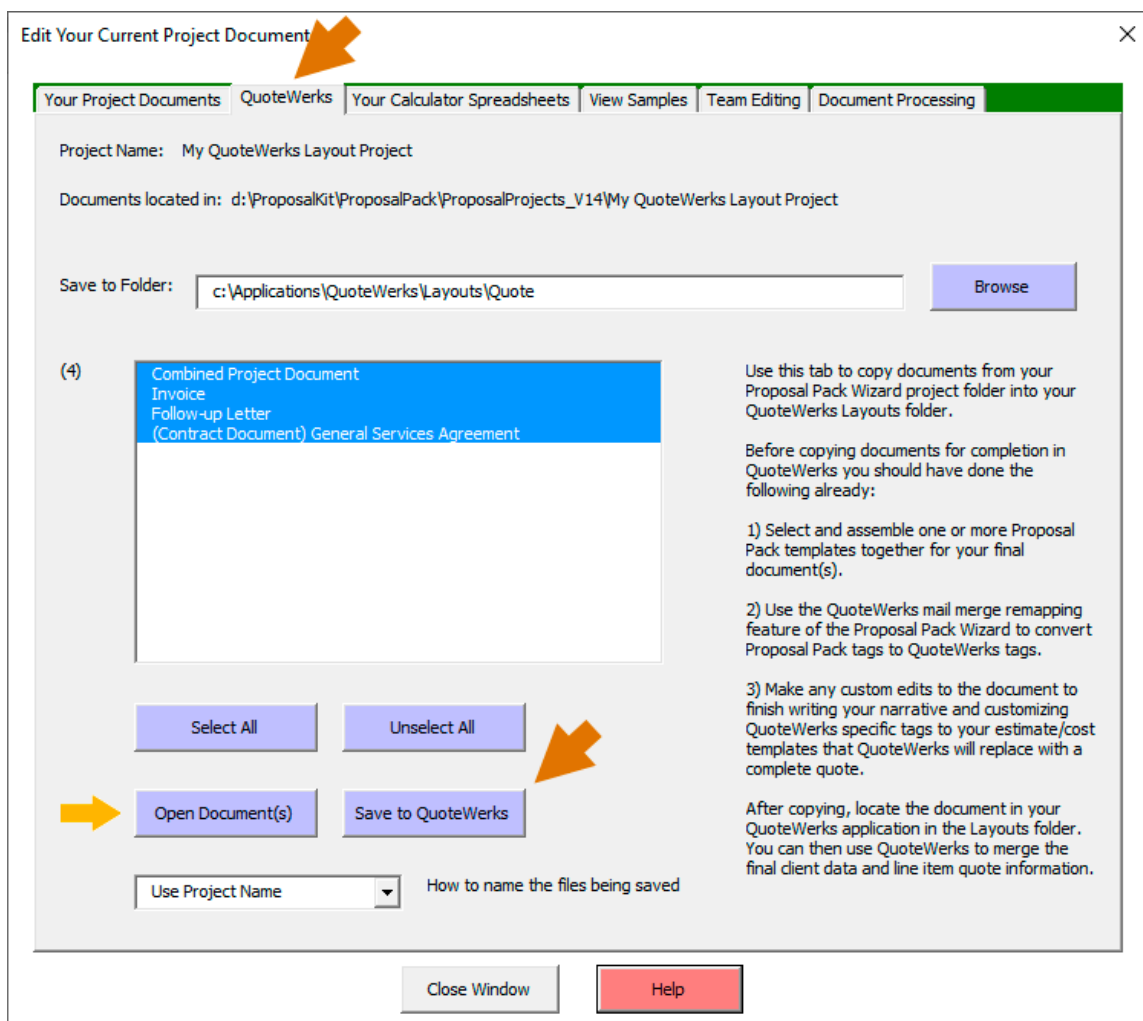 Edit Your Current Project Document
Your Project Documents
QuoteWerks
Your Calculator Spreadsheets
View Samples
Team Editing
Document Processing
Project Name: My QuoteWerks Layout Project
Documents located in: d:\ProposalKit\ProposalPack\ProposalProjects_V14\My QuoteWerks Layout Project
Save to Folder:
c:\Applications\QuoteWerks\Layouts\Quote
Browse
(4)
Combined Project Document
Invoice
Follow-up Letter
(Contract Document) General Services Agreement
Use this tab to copy documents from your
Proposal Pack Wizard project folder into your
QuoteWerks Layouts folder.
Before copying documents for completion in
QuoteWerks you should have done the
following already:
1) Select and assemble one or more Proposal
Pack templates together for your final
document(s).
2) Use the QuoteWerks mail merge remapping
feature of the Proposal Pack Wizard to convert
Proposal Pack tags to QuoteWerks tags.
3) Make any custom edits to the document to
finish writing your narrative and customizing
QuoteWerks specific tags to your estimate/cost
templates that QuoteWerks will replace with a
complete quote.
After copying, locate the document in your
QuoteWerks application in the Layouts folder.
You can then use QuoteWerks to merge the
final client data and line item quote information.
Select All
Unselect All
Open Document(s)
Save to QuoteWerks
Use Project Name
How to name the files being saved
Close Window
Help